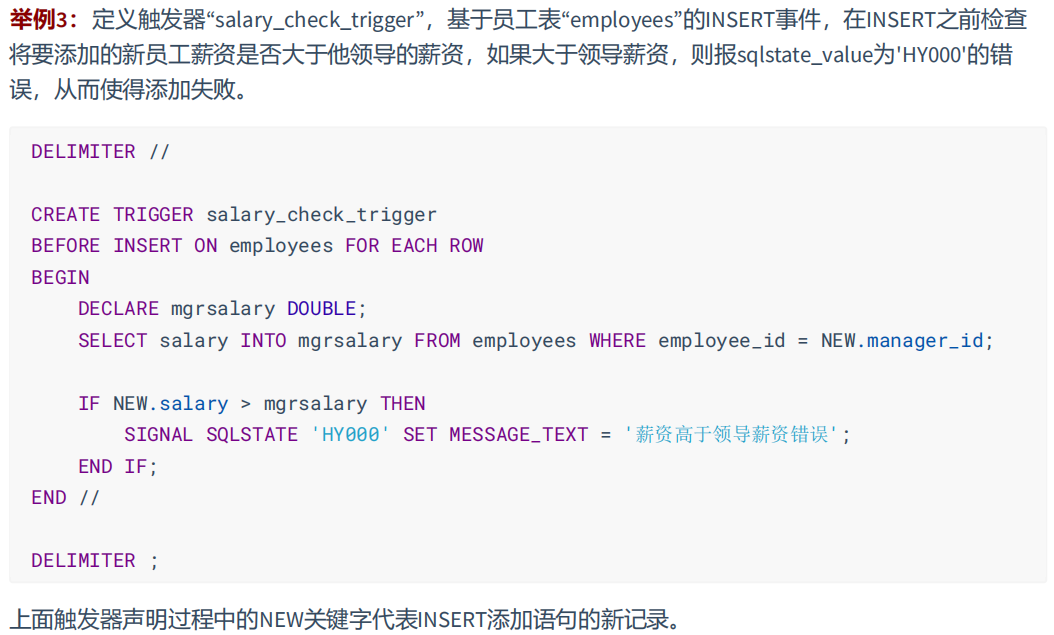 举例3：定义触发器“salary_check_trigger”，基于员工表“employees”的INSERT事件，在INSERT之前检查
将要添加的新员工薪资是否大于他领导的薪资，如果大于领导薪资，则报sqlstate_value为'HY000'的错
误，从而使得添加失败。
DELIMITER //
CREATE TRIGGER salary_check_trigger
BEFORE INSERT ON employees FOR EACH ROW
BEGIN
    DECLARE mgrsalary DOUBLE;
    SELECT salary INTO mgrsalary FROM employees WHERE employee_id = NEW.manager_id;
    IF NEW.salary > mgrsalary THEN
        SIGNAL SQLSTATE 'HY000' SET MESSAGE_TEXT = '薪资高于领导薪资错误';
    END IF;
END //
DELIMITER ;
上面触发器声明过程中的NEW关键字代表INSERT添加语句的新记录。